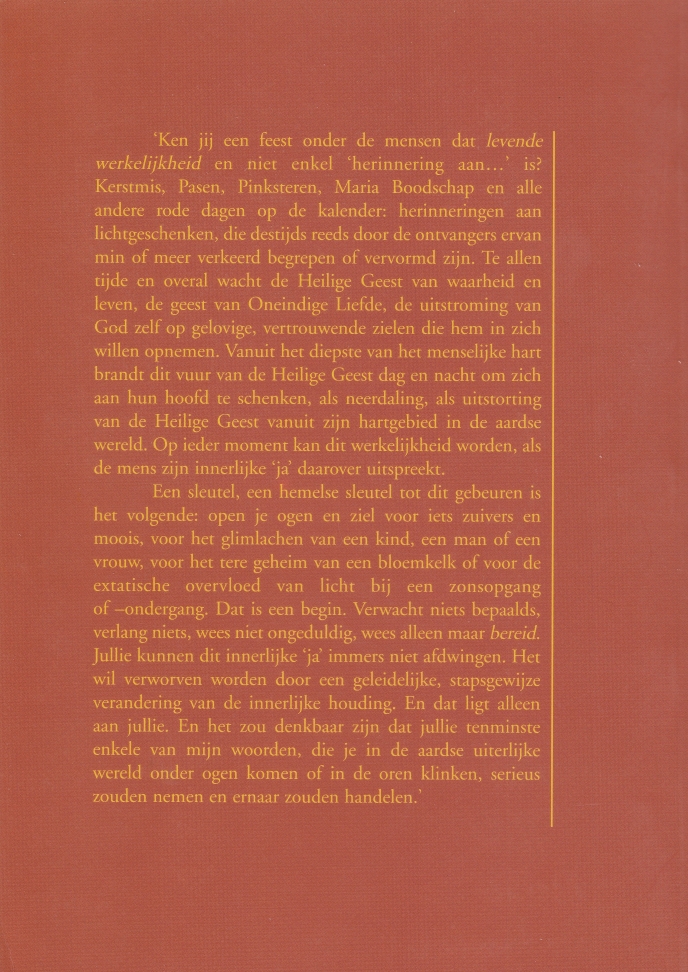 ‘Ken jij een feest onder de mensen dat levende
werkelijkheid en niet enkel ‘herinnering aan…’ is?
Kerstmis, Pasen, Pinksteren, Maria Boodschap en alle
andere rode dagen op de kalender: herinneringen aan
lichtgeschenken, die destijds reeds door de ontvangers ervan
min of meer verkeerd begrepen of vervormd zijn. Te allen
tijde en overal wacht de Heilige Geest van waarheid en
leven, de geest van Oneindige Liefde, de uitstroming van
God zelf op gelovige, vertrouwende zielen die hem in zich
willen opnemen. Vanuit het diepste van het menselijke hart
brandt dit vuur van de Heilige Geest dag en nacht om zich
aan hun hoofd te schenken, als neerdaling, als uitstorting
van de Heilige Geest vanuit zijn hartgebied in de aardse
wereld. Op ieder moment kan dit werkelijkheid worden, als
de mens zijn innerlijke ‘ja’ daarover uitspreekt.
Een sleutel, een hemelse sleutel tot dit gebeuren is
het volgende: open je ogen en ziel voor iets zuivers en
moois, voor het glimlachen van een kind, een man of een
vrouw, voor het tere geheim van een bloemkelk of voor de
extatische overvloed van licht bij een zonsopgang
of –ondergang. Dat is een begin. Verwacht niets bepaalds,
verlang niets, wees niet ongeduldig, wees alleen maar bereid.
Jullie kunnen dit innerlijke ‘ja’ immers niet afdwingen. Het
wil verworven worden door een geleidelijke, stapsgewijze
verandering van de innerlijke houding. En dat ligt alleen
aan jullie. En het zou denkbaar zijn dat jullie tenminste
enkele van mijn woorden, die je in de aardse uiterlijke
wereld onder ogen komen of in de oren klinken, serieus
zouden nemen en ernaar zouden handelen.’